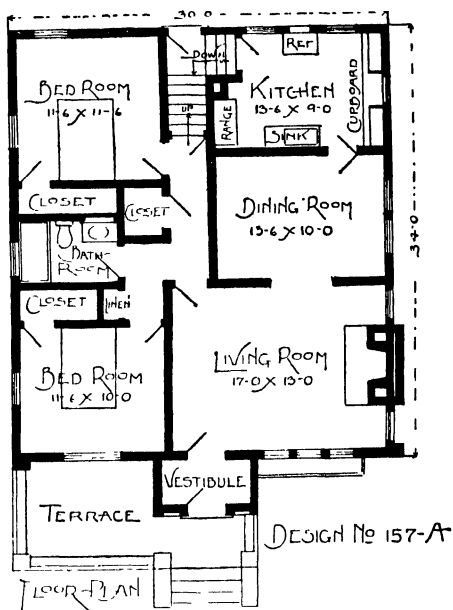 30-0
DOWN
REF
BED ROOM
11-6 X 11-6
KITCHEN
13-6 X 9-0
CUPBOARD
UP
RANGE
SINK
CLOSET
CLOSET
DINING ROOM
13-6 X 10-0
34-0
BATH-
ROOM
CLOSET
LINEN
LIVING ROOM
17-0 X 13-0
BED ROOM
11-6 X 10-0
VESTIBULE
TERRACE
DESIGN No 157-A
FLOOR-PLAN